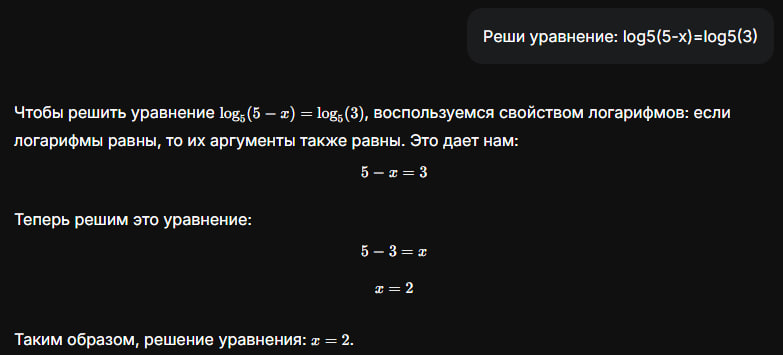 Реши уравнение: log5(5-x)=log5(3)
Чтобы решить уравнение log₅(5 − x) = log₅(3), воспользуемся свойством логарифмов: если
логарифмы равны, то их аргументы также равны. Это дает нам:
5 − x = 3
Теперь решим это уравнение:
5 − 3 = x
x = 2
Таким образом, решение уравнения: x = 2.